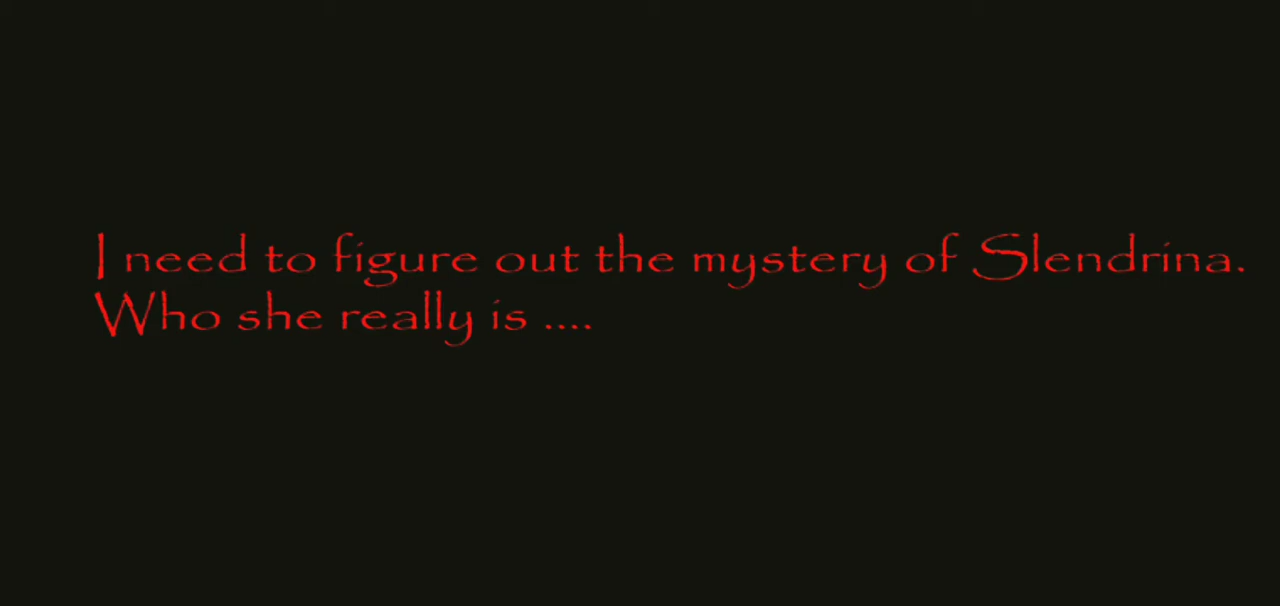 I need to figure out the mystery of Slendrina.
Who she really is ....